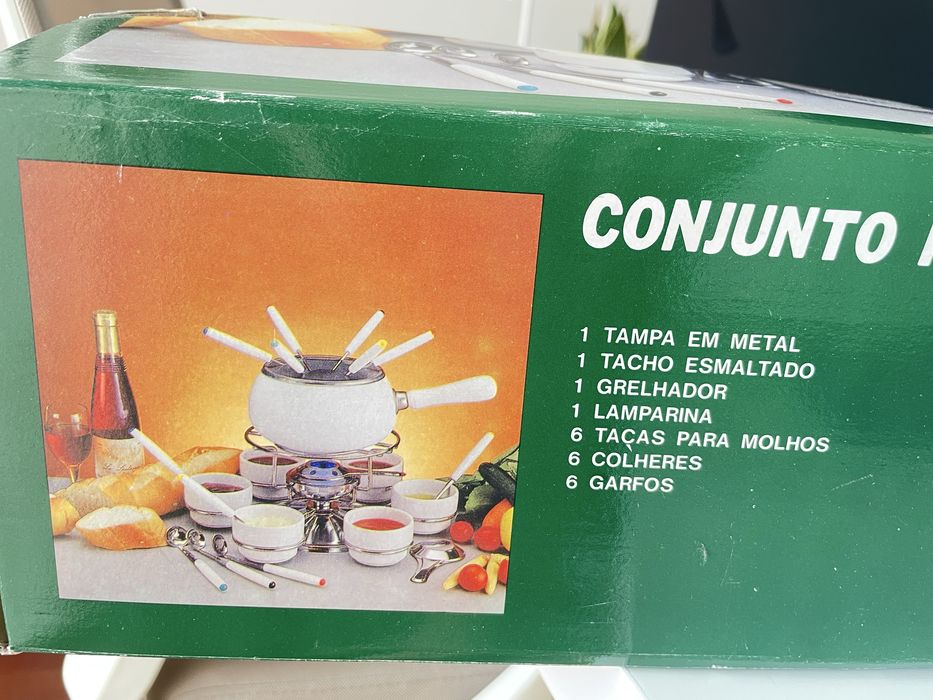 CONJUNTO
1 TAMPA EM METAL
1 TACHO ESMALTADO
1 GRELHADOR
1 LAMPARINA
6 TAÇAS PARA MOLHOS
6 COLHERES
6 GARFOS